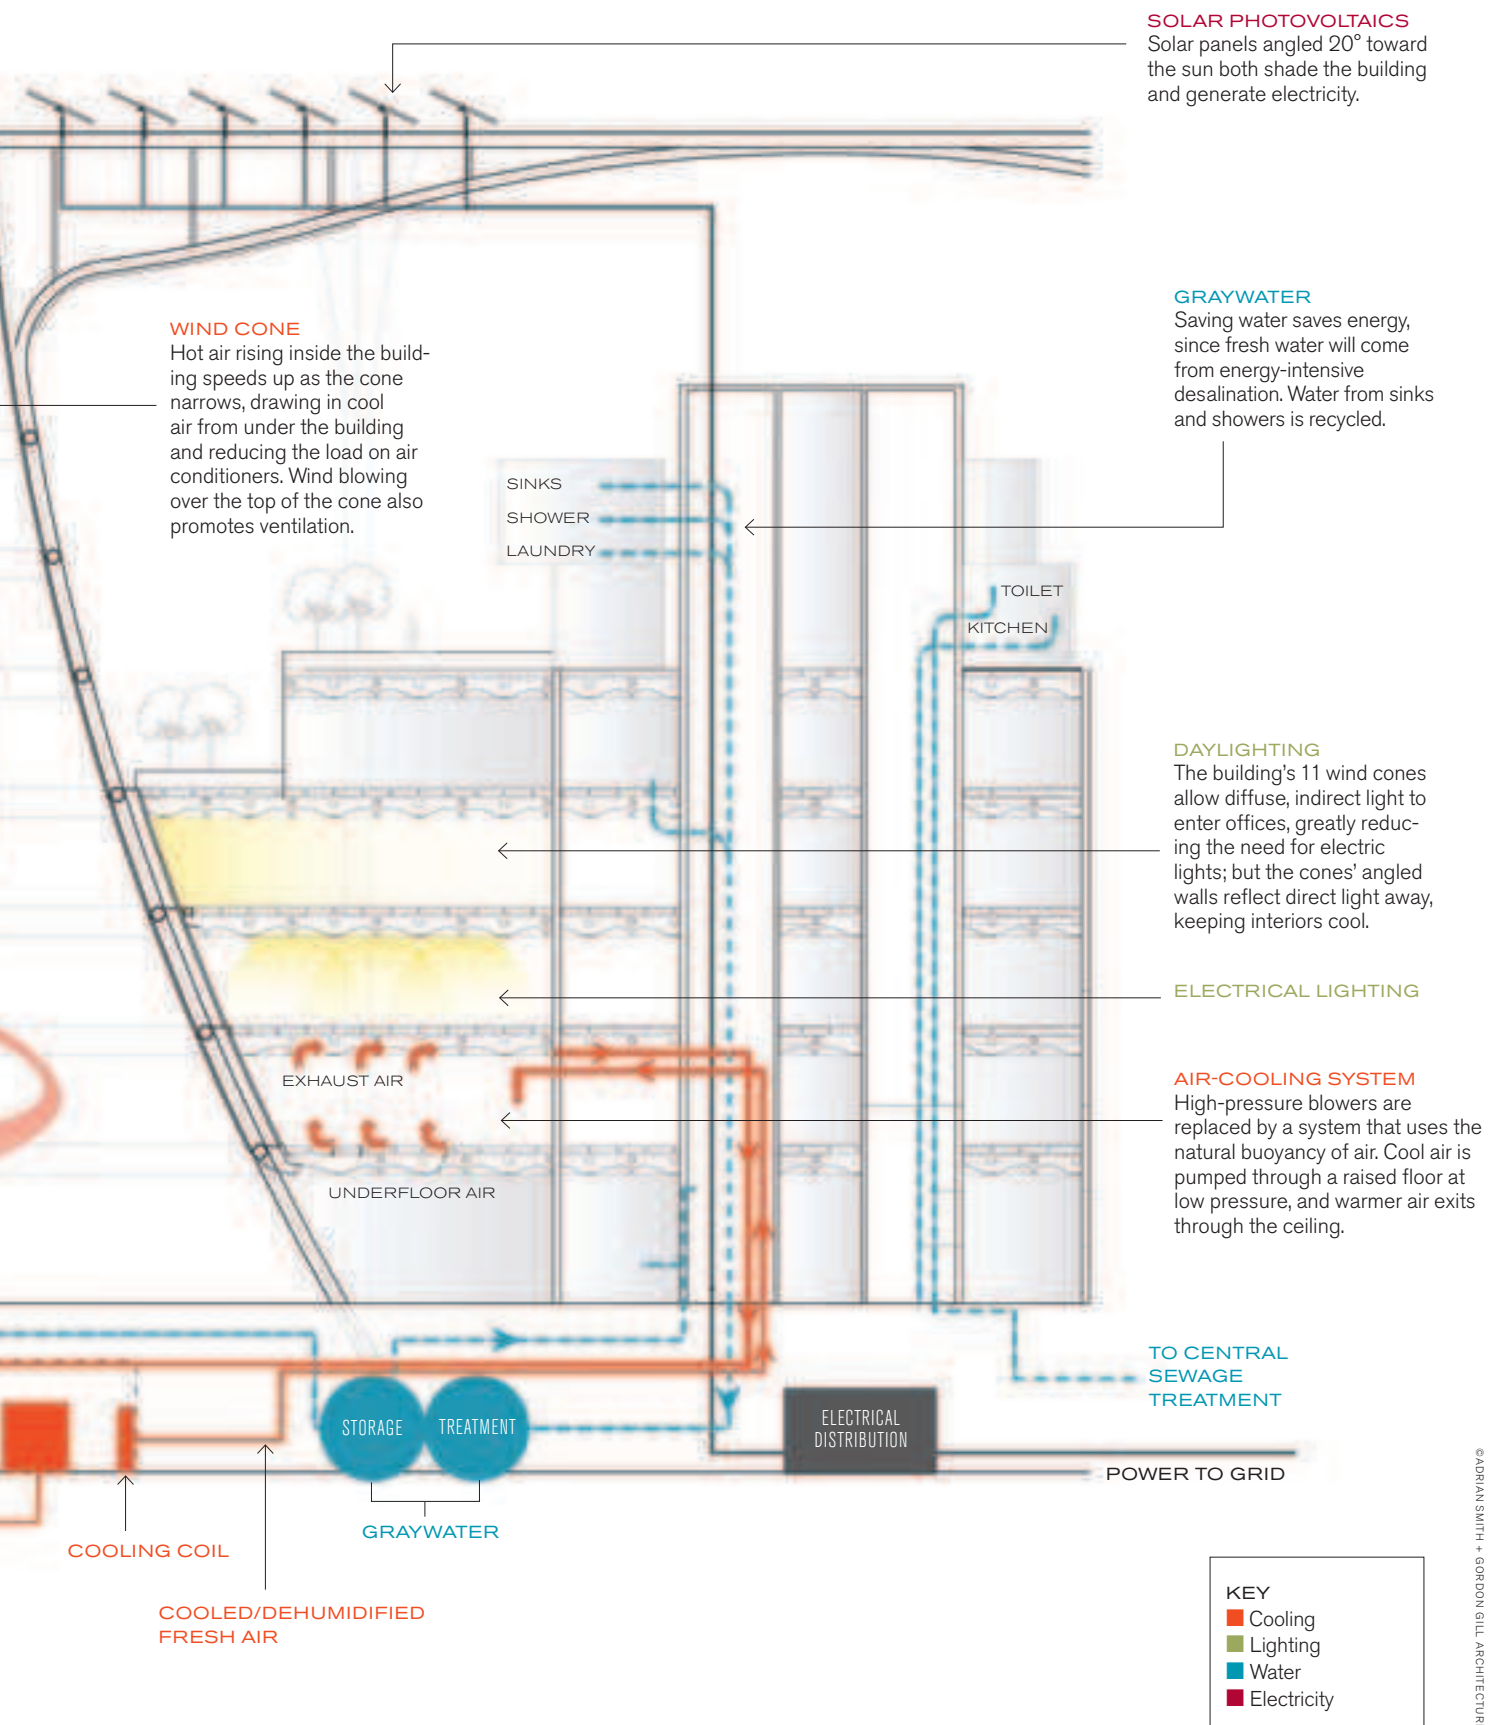 SOLAR PHOTOVOLTAICS
Solar panels angled 20° toward
the sun both shade the building
and generate electricity.
GRAYWATER
Saving water saves energy,
since fresh water will come
from energy-intensive
desalination. Water from sinks
and showers is recycled.
WIND CONE
Hot air rising inside the build-
ing speeds up as the cone
narrows, drawing in cool
air from under the building
and reducing the load on air
conditioners. Wind blowing
over the top of the cone also
promotes ventilation.
SINKS
SHOWER
LAUNDRY
TOILET
KITCHEN
DAYLIGHTING
The building's 11 wind cones
allow diffuse, indirect light to
enter offices, greatly reduc-
ing the need for electric
lights; but the cones' angled
walls reflect direct light away,
keeping interiors cool.
ELECTRICAL LIGHTING
EXHAUST AIR
AIR-COOLING SYSTEM
High-pressure blowers are
replaced by a system that uses the
natural buoyancy of air. Cool air is
pumped through a raised floor at
low pressure, and warmer air exits
through the ceiling.
UNDERFLOOR AIR
TO CENTRAL
SEWAGE
TREATMENT
STORAGE
TREATMENT
ELECTRICAL
DISTRIBUTION
POWER TO GRID
GRAYWATER
COOLING COIL
COOLED/DEHUMIDIFIED
FRESH AIR
KEY
Cooling
Lighting
Water
Electricity
©ADRIAN SMITH + GORDON GILL ARCHITECTUR